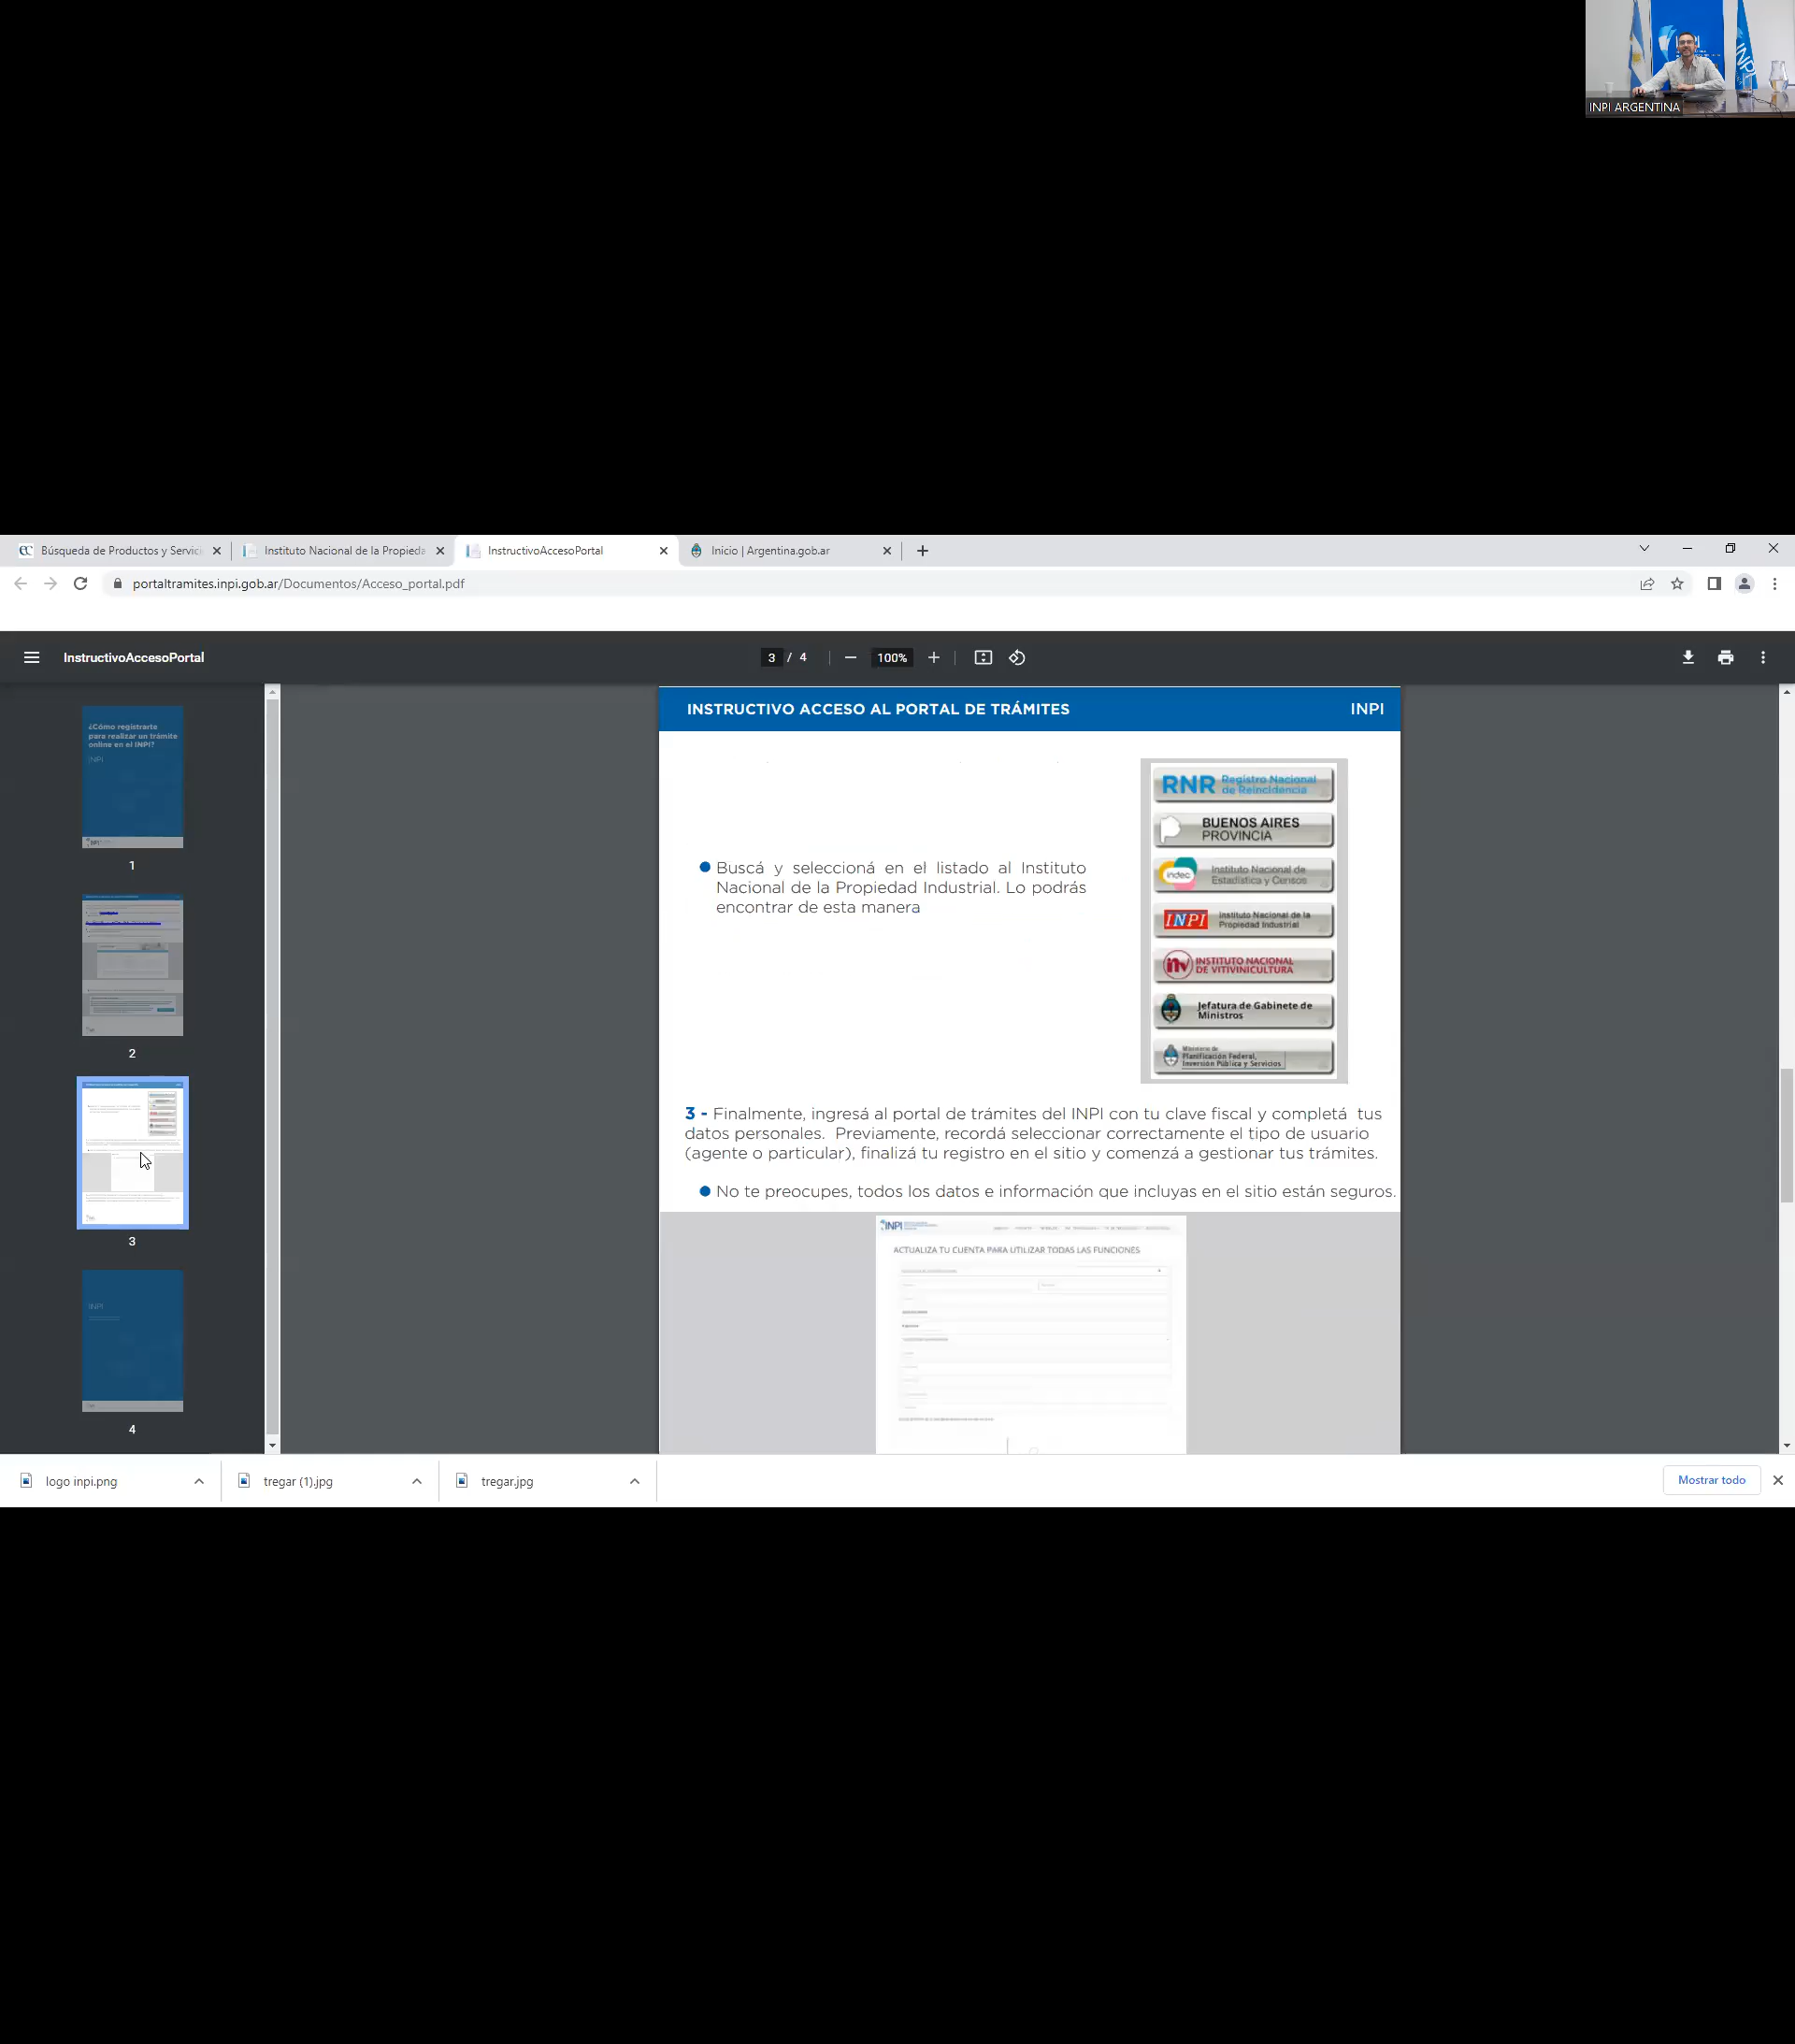 INPI
INPI ARGENTINA
Búsqueda de Productos y Servici
Instituto Nacional de la Propieda
InstructivoAccesoPortal
Inicio | Argentina.gob.ar
portaltramites.inpi.gob.ar/Documentos/Acceso_portal.pdf
InstructivoAccesoPortal
3 / 4
100%
¿Cómo registrarte
para realizar un trámite
online en el INPI?
INPI
1
2
3
INPI
4
INSTRUCTIVO ACCESO AL PORTAL DE TRÁMITES
INPI
Buscá y seleccioná en el listado al Instituto
Nacional de la Propiedad Industrial. Lo podrás
encontrar de esta manera
RNR Registro Nacional
de Reincidencia
BUENOS AIRES
PROVINCIA
indec Instituto Nacional de
Estadística y Censos
INPI Instituto Nacional de la
Propiedad Industrial
inv INSTITUTO NACIONAL
DE VITIVINICULTURA
Jefatura de Gabinete de
Ministros
Ministerio de
Planificación Federal,
Inversión Pública y Servicios
3 - Finalmente, ingresá al portal de trámites del INPI con tu clave fiscal y completá tus
datos personales. Previamente, recordá seleccionar correctamente el tipo de usuario
(agente o particular), finalizá tu registro en el sitio y comenzá a gestionar tus trámites.
No te preocupes, todos los datos e información que incluyas en el sitio están seguros.
INPI
ACTUALIZA TU CUENTA PARA UTILIZAR TODAS LAS FUNCIONES
logo inpi.png
tregar (1).jpg
tregar.jpg
Mostrar todo